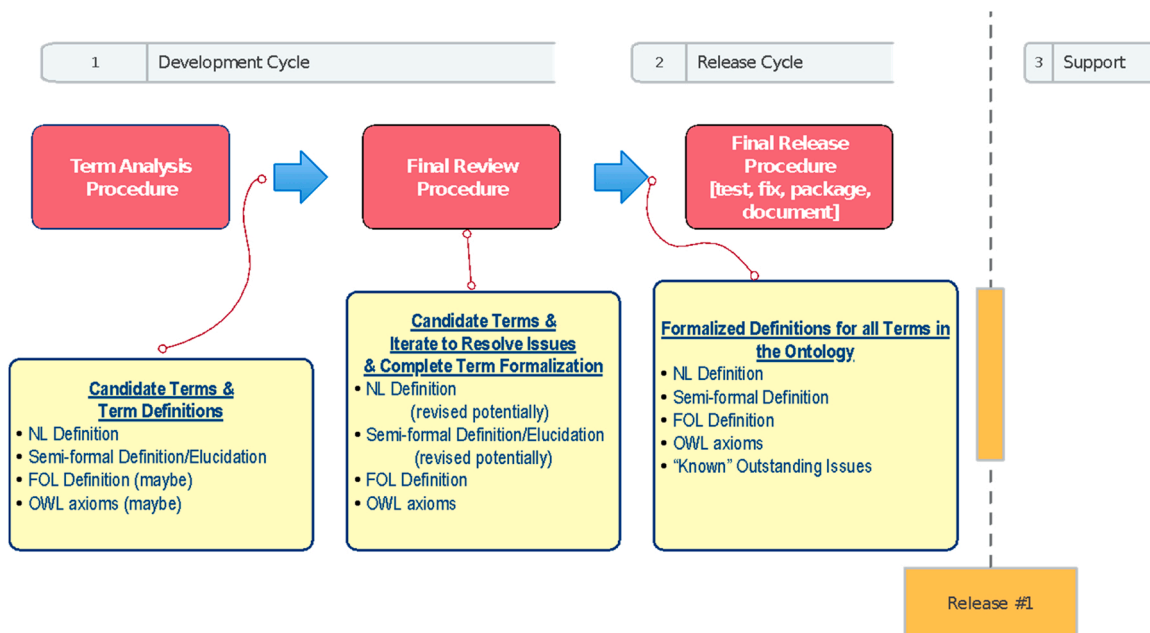 1 Development Cycle
2 Release Cycle
3 Support
Term Analysis
Procedure
Final Review
Procedure
Final Release
Procedure
[test, fix, package,
document]
Candidate Terms &
Term Definitions
• NL Definition
• Semi-formal Definition/Elucidation
• FOL Definition (maybe)
• OWL axioms (maybe)
Candidate Terms &
Iterate to Resolve Issues
& Complete Term Formalization
• NL Definition
(revised potentially)
• Semi-formal Definition/Elucidation
(revised potentially)
• FOL Definition
• OWL axioms
Formalized Definitions for all Terms in
the Ontology
• NL Definition
• Semi-formal Definition
• FOL Definition
• OWL axioms
• “Known” Outstanding Issues
Release #1